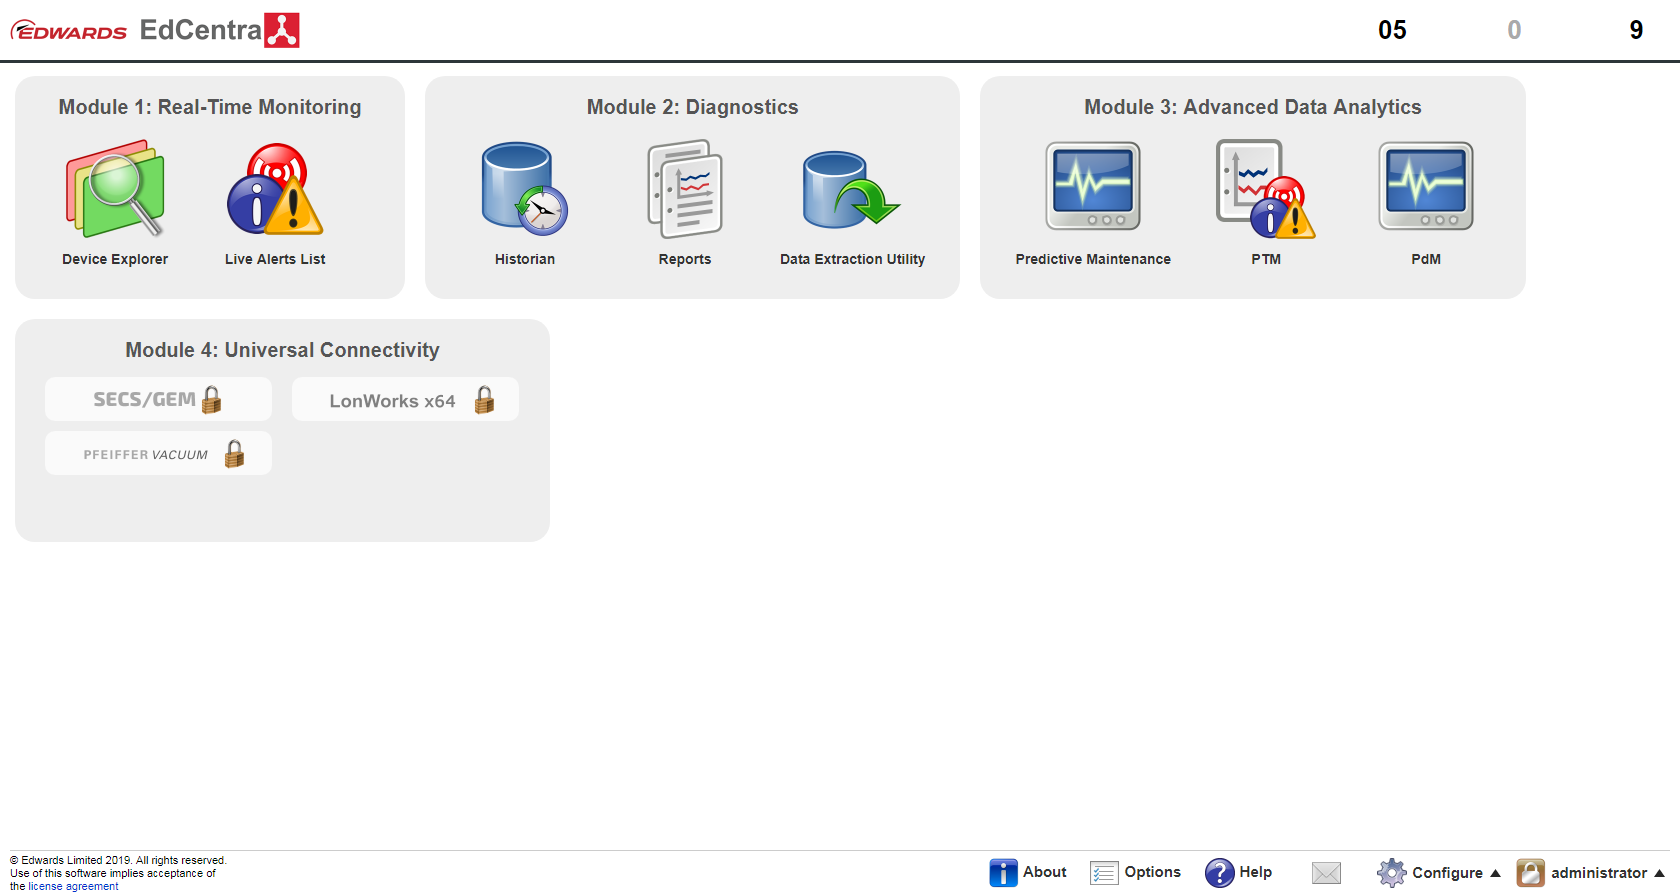 EDWARDS EdCentra 05 0 9
Module 1: Real-Time Monitoring
Device Explorer Live Alerts List
Module 2: Diagnostics
Historian Reports Data Extraction Utility
Module 3: Advanced Data Analytics
Predictive Maintenance PTM PdM
Module 4: Universal Connectivity
SECS/GEM LonWorks x64
PFEIFFER VACUUM
© Edwards Limited 2019. All rights reserved.
Use of this software implies acceptance of
the license agreement
About Options Help Configure administrator